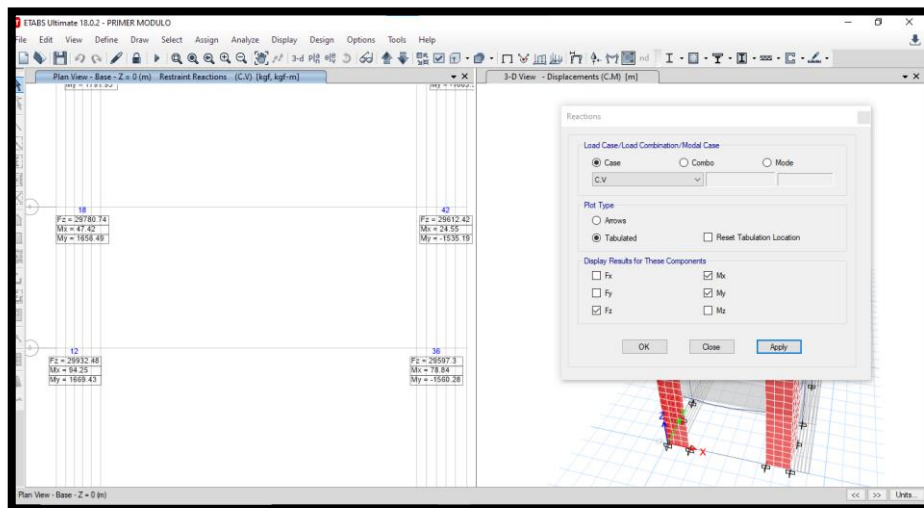 ETABS Ultimate 18.0.2 - PRIMER MODULO
File Edit View Define Draw Select Assign Analyze Display Design Options Tools Help
3-d
nd
Plan View - Base - Z = 0 (m) Restraint Reactions (C.V) [kgf, kgf-m]
3-D View - Displacements (C.M) [m]
18
Fz = 29780.74
Mx = 47.42
My = 1656.49
42
Fz = 29612.42
Mx = 24.55
My = -1535.19
12
Fz = 29932.48
Mx = 94.25
My = 1669.43
36
Fz = 29597.3
Mx = 78.84
My = -1560.28
Reactions
Load Case/Load Combination/Modal Case
Case Combo Mode
C.V
Plot Type
Arrows
Tabulated Reset Tabulation Location
Display Results for These Components
Fx Mx
Fy My
Fz Mz
OK Close Apply
Z
X
Plan View - Base - Z = 0 (m)
<< >> Units...